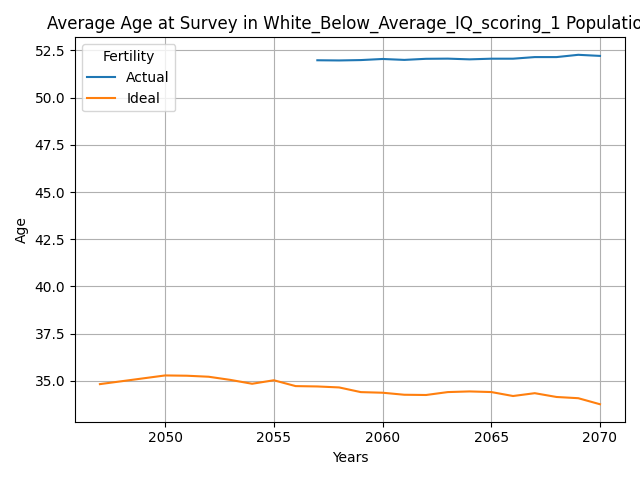 Average Age at Survey in White_Below_Average_IQ_scoring_1 Populatio
Fertility
Actual
Ideal
52.5
50.0
47.5
45.0
42.5
40.0
37.5
35.0
Age
2050 2055 2060 2065 2070
Years